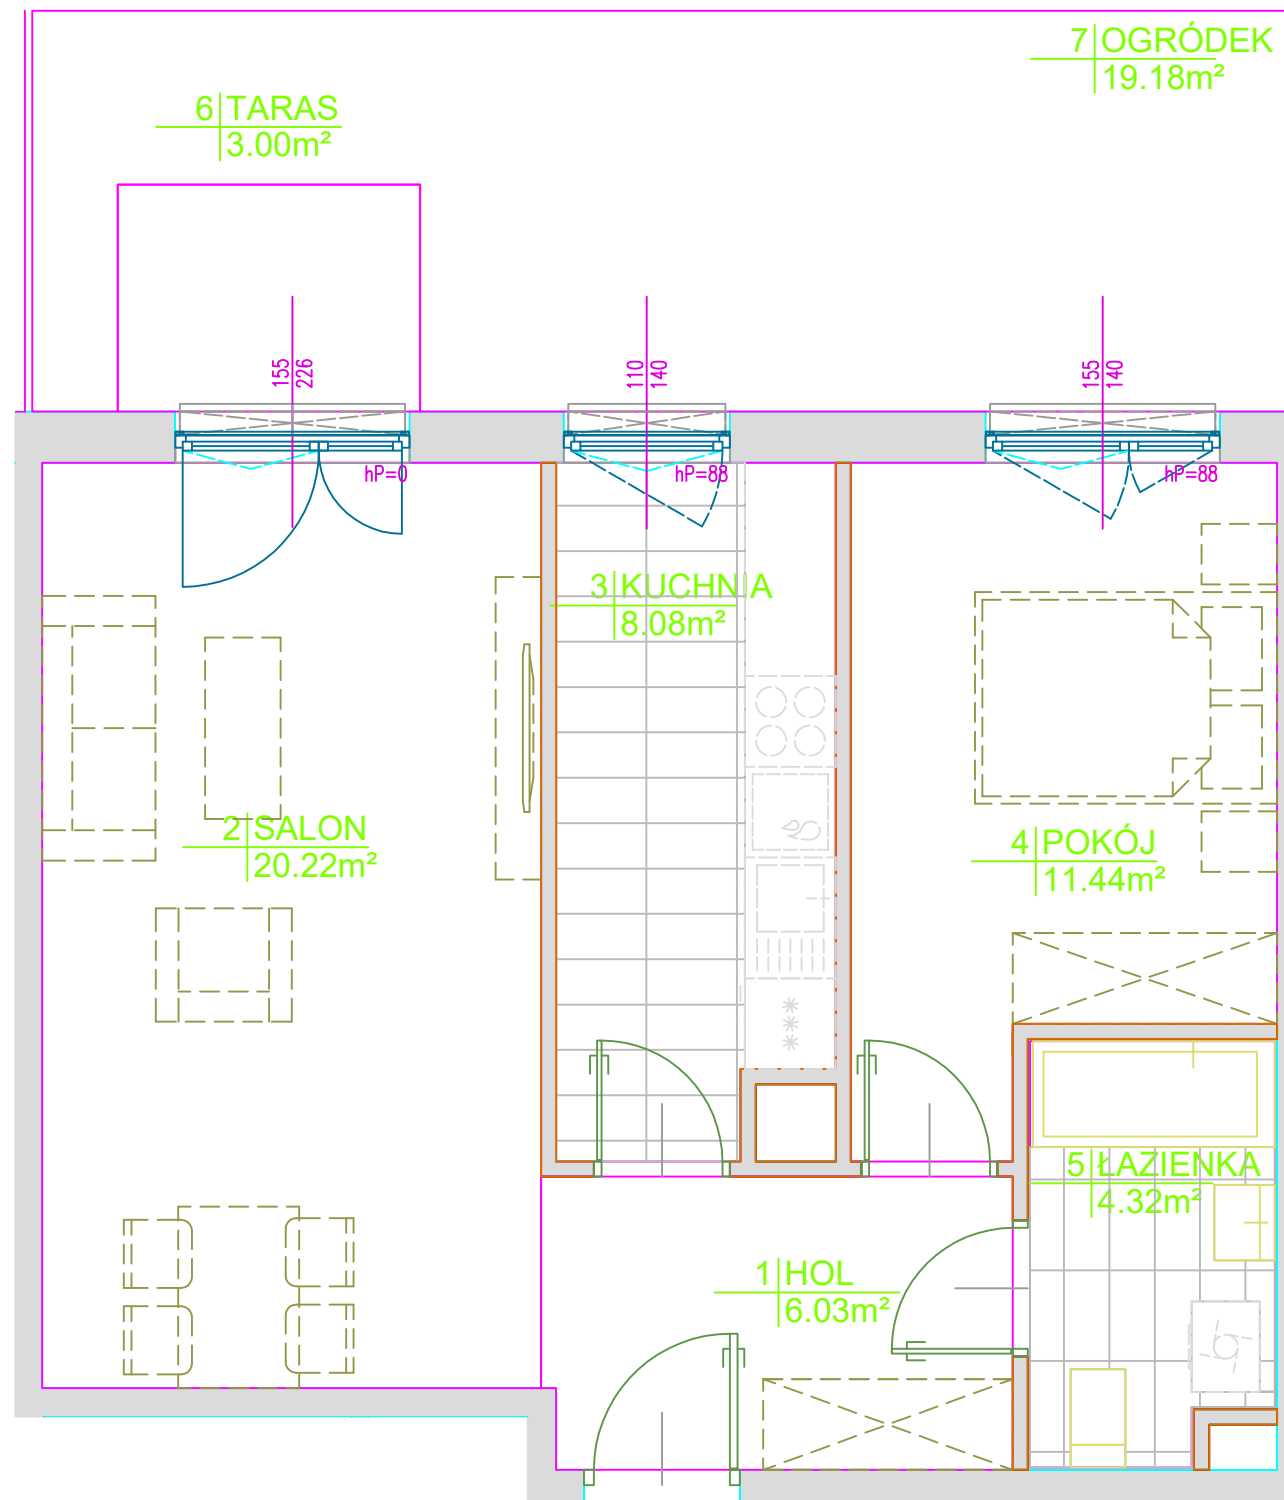 7 OGRÓDEK
19.18m²
6 TARAS
3.00m²
155
226
110
140
155
140
hP=0
hP=88
hP=88
3 KUCHNIA
8.08m²
2 SALON
20.22m²
4 POKÓJ
11.44m²
5 ŁAZIENKA
4.32m²
1 HOL
6.03m²